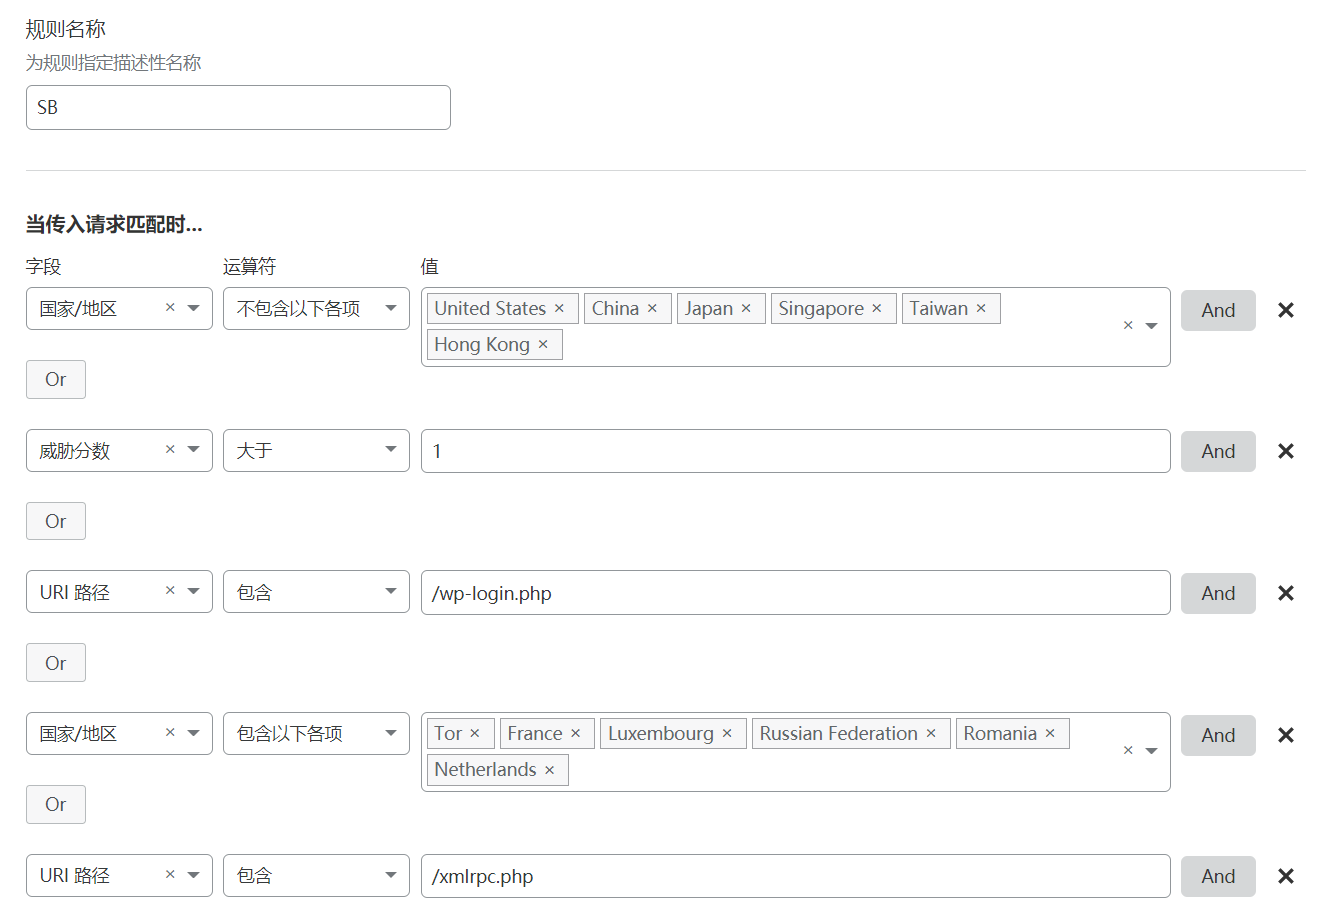 规则名称
为规则指定描述性名称
SB
当传入请求匹配时...
字段 运算符 值
国家/地区 × 不包含以下各项 United States × China × Japan × Singapore × Taiwan × And
Hong Kong ×
Or
威胁分数 × 大于 1 And
Or
URI 路径 × 包含 /wp-login.php And
Or
国家/地区 × 包含以下各项 Tor × France × Luxembourg × Russian Federation × Romania × And
Netherlands ×
Or
URI 路径 × 包含 /xmlrpc.php And